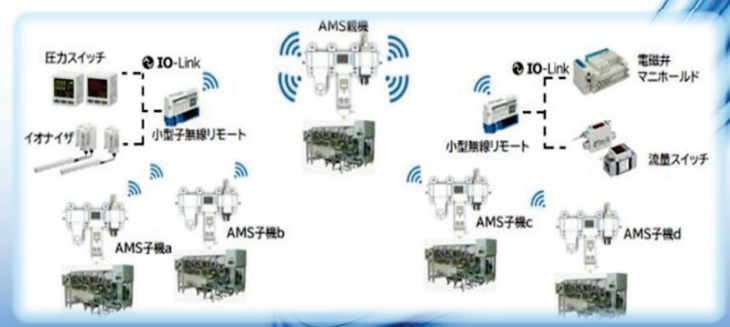 AMS親機
圧力スイッチ
IO-Link
イオナイザ
小型子無線リモート
IO-Link
電磁弁
マニホールド
小型無線リモート
流量スイッチ
AMS子機a
AMS子機b
AMS子機c
AMS子機d